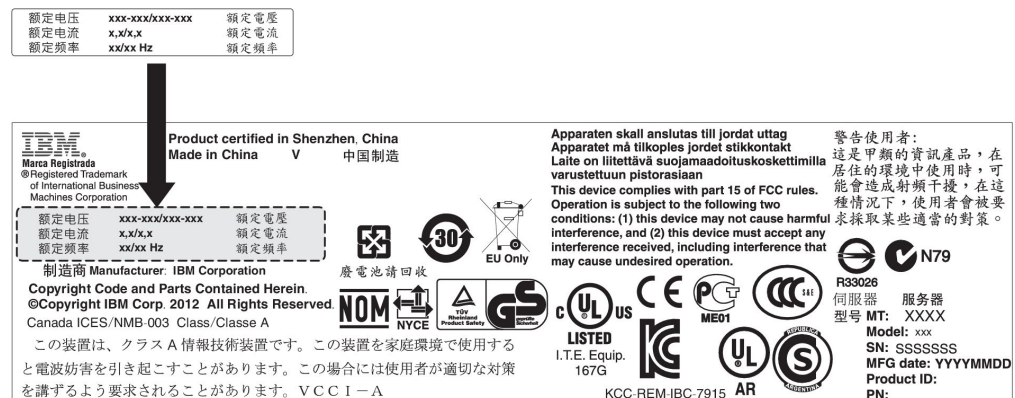 额定电压 xxx-xxx/xxx-xxx 額定電壓
额定电流 x,x/x,x 額定電流
额定频率 xx/xx Hz 額定頻率
IBM®
Marca Registrada
®Registered Trademark
of International Business
Machines Corporation
Product certified in Shenzhen, China
Made in China V 中国制造
额定电压 xxx-xxx/xxx-xxx 額定電壓
额定电流 x,x/x,x 額定電流
额定频率 xx/xx Hz 額定頻率
制造商 Manufacturer: IBM Corporation
Copyright Code and Parts Contained Herein.
©Copyright IBM Corp. 2012 All Rights Reserved.
Canada ICES/NMB-003 Class/Classe A
この装置は、クラス A 情報技術装置です。この装置を家庭環境で使用する
と電波妨害を引き起こすことがあります。この場合には使用者が適切な対策
を講ずるよう要求されることがあります。VCCI-A
廢電池請回收
30
EU Only
NOM
NYCE
TÜV
Rheinland
Product Safety
GS
geprüfte
Sicherheit
Apparaten skall anslutas till jordat uttag
Apparatet må tilkoples jordet stikkontakt
Laite on liitettävä suojamaadoituskoskettimilla
varustettuun pistorasiaan
This device complies with part 15 of FCC rules.
Operation is subject to the following two
conditions: (1) this device may not cause harmful
interference, and (2) this device must accept any
interference received, including interference that
may cause undesired operation.
C UL US
LISTED
I.T.E. Equip.
167G
CE
KC
KCC-REM-IBC-7915
PCT
ME01
CCC S&E
UL
AR
REPUBLICA
S
ARGENTINA
警告使用者:
這是甲類的資訊產品，在
居住的環境中使用時，可
能會造成射頻干擾，在這
種情況下，使用者會被要
求採取某些適當的對策。
R33026
N79
伺服器 服务器
型号 MT: XXXX
Model: xxx
SN: SSSSSSS
MFG date: YYYYMMDD
Product ID:
PN: